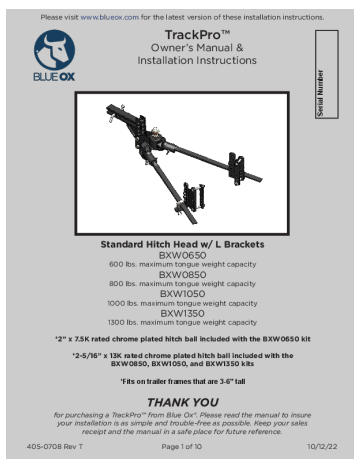 Please visit www.blueox.com for the latest version of these installation instructions.
BLUE OX
TrackPro™
Owner's Manual &
Installation Instructions
Serial Number
Standard Hitch Head w/ L Brackets
BXW0650
600 lbs. maximum tongue weight capacity
BXW0850
800 lbs. maximum tongue weight capacity
BXW1050
1000 lbs. maximum tongue weight capacity
BXW1350
1300 lbs. maximum tongue weight capacity
*2" x 7.5K rated chrome plated hitch ball included with the BXW0650 kit
*2-5/16" x 13K rated chrome plated hitch ball included with the
BXW0850, BXW1050, and BXW1350 kits
*Fits on trailer frames that are 3-6" tall
THANK YOU
for purchasing a TrackPro™ from Blue Ox®. Please read the manual to insure
your installation is as simple and trouble-free as possible. Keep your sales
receipt and the manual in a safe place for future reference.
405-0708 Rev T
Page 1 of 10
10/12/22